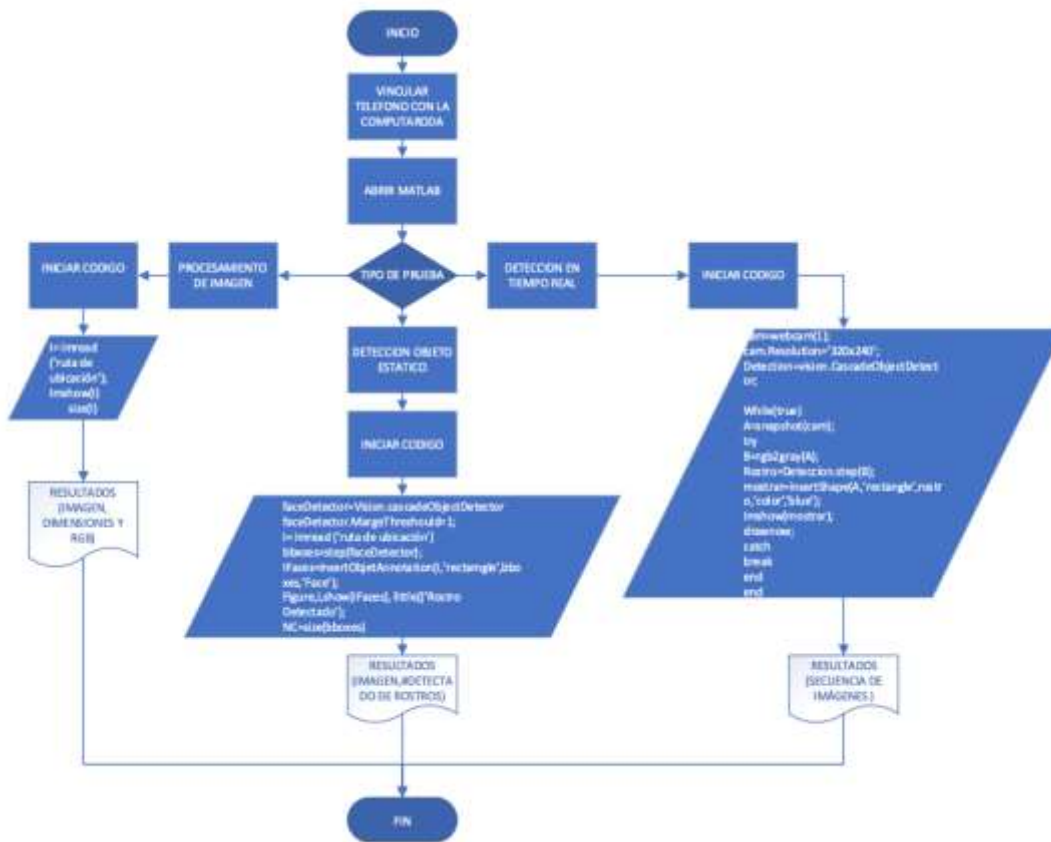 INICIO
VINCULAR
TELEFONO CON LA
COMPUTARODA
ABRIR MATLAB
TIPO DE PRUEBA
PROCESAMIENTO
DE IMAGEN
INICIAR CODIGO
I= Imread
("ruta de
ubicación");
Imshow(I)
size(I)
RESULTADOS
(IMAGEN,
DIMENSIONES Y
RGB)
DETECCION OBJETO
ESTATICO
INICIAR CODIGO
faceDetector=Vision.cascadeObjectDetector
faceDetector.MargeThreshould=1;
I= Imread ("ruta de ubicación")
bboxes=step(faceDetector);
IFaces=insertObjetAnnotation(I,'rectamgle',bbo
xes,'Face');
Figure,I,show(IFaces), tittle(["Rostro
Detectado");
NC=size(bboxes)
RESULTADOS
(IMAGEN,#DETECTA
DO DE ROSTROS)
DETECCION EN
TIEMPO REAL
INICIAR CODIGO
cam=webcam(1);
cam.Resolution='320x240';
Detection=vision.CascadeObjectDetect
or;
While(true)
A=snapshot(cam);
try
B=rgb2gray(A);
Rostro=Deteccion.step(B);
mostrar=insertShape(A,'rectangle',rostr
o,'color','blue');
Imshow(mostrar);
drawnow;
catch
break
end
end
RESULTADOS
(SECUENCIA DE
IMÁGENES.)
FIN